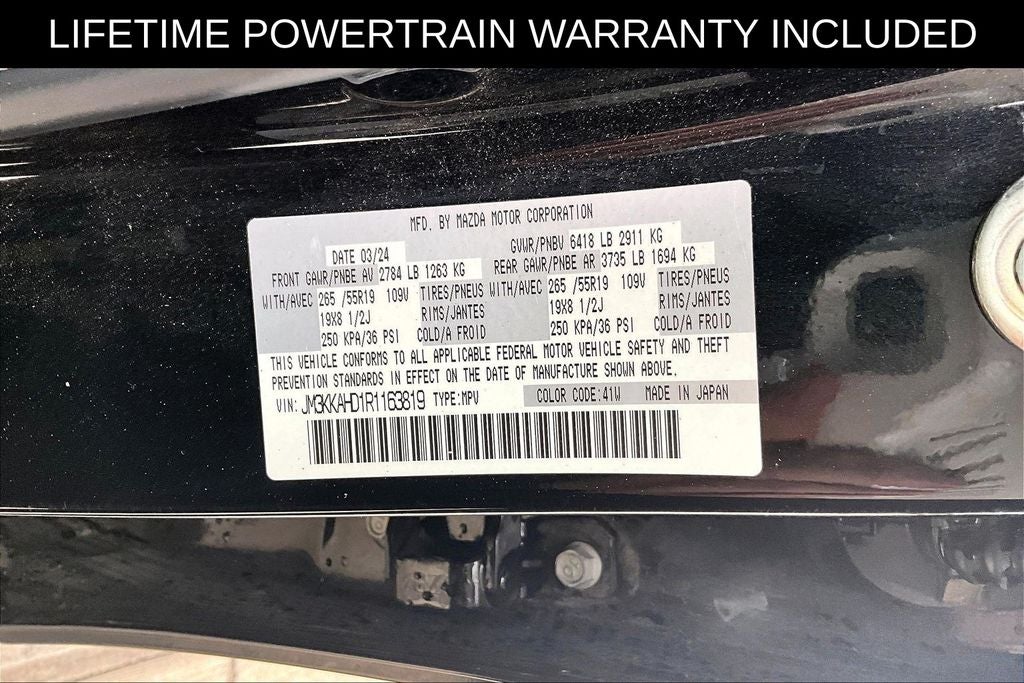 LIFETIME POWERTRAIN WARRANTY INCLUDED
MFD. BY MAZDA MOTOR CORPORATION
DATE 03/24 GVWR/PNBV 6418 LB 2911 KG
FRONT GAWR/PNBE AV 2784 LB 1263 KG REAR GAWR/PNBE AR 3735 LB 1694 KG
WITH/AVEC 265 /55R19 109V TIRES/PNEUS WITH/AVEC 265 /55R19 109V TIRES/PNEUS
19X8 1/2J RIMS/JANTES 19X8 1/2J RIMS/JANTES
250 KPA/36 PSI COLD/A FROID 250 KPA/36 PSI COLD/A FROID
THIS VEHICLE CONFORMS TO ALL APPLICABLE FEDERAL MOTOR VEHICLE SAFETY AND THEFT
PREVENTION STANDARDS IN EFFECT ON THE DATE OF MANUFACTURE SHOWN ABOVE.
VIN: JM3KKAHD1R1163819 TYPE:MPV COLOR CODE:41W MADE IN JAPAN